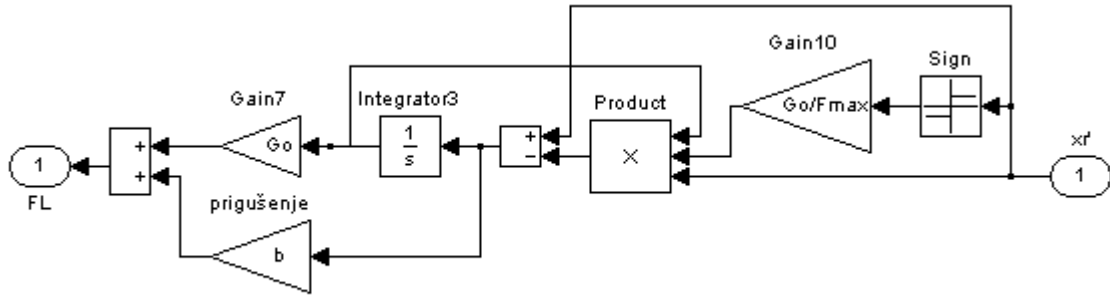 Gain10
Sign
Gain7
Integrator3
Product
Go/Fmax
xr'
1
FL
+
+
Go
1
s
+
−
×
1
prigušenje
b